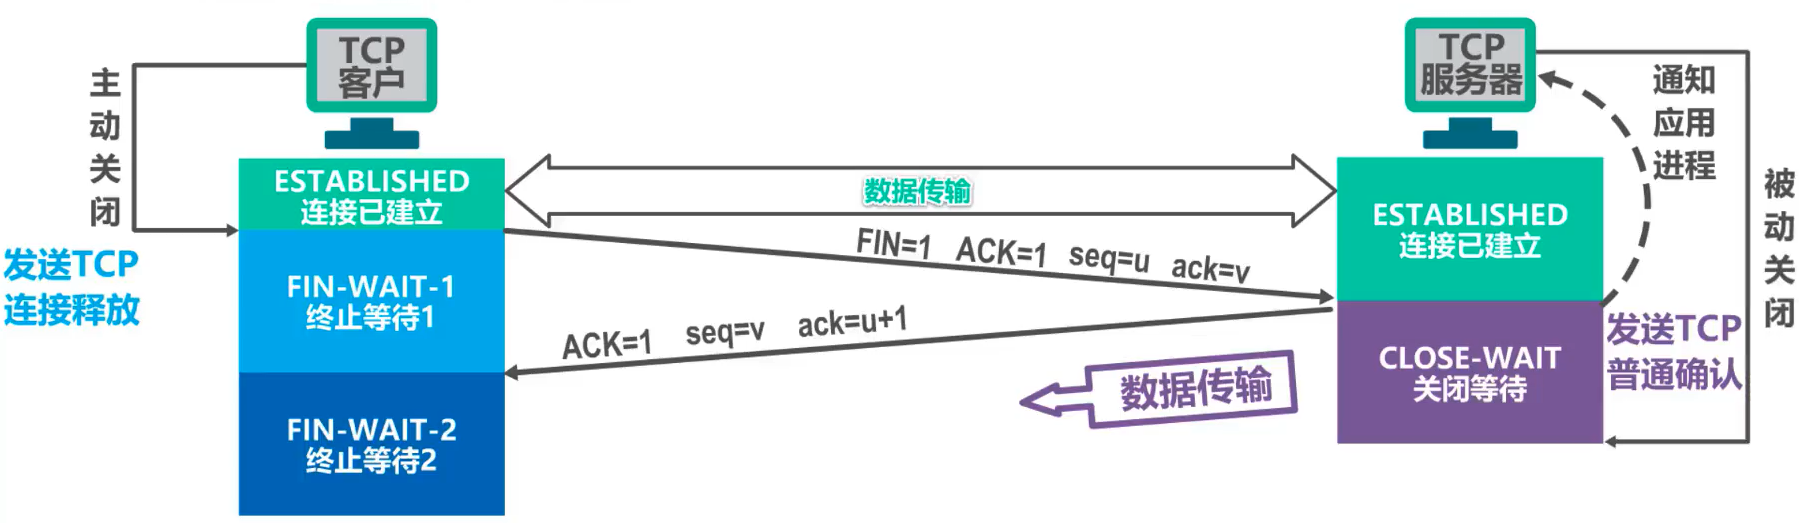 TCP
客户
TCP
服务器
主动关闭
通知
应用
进程
被动关闭
ESTABLISHED
连接已建立
数据传输
ESTABLISHED
连接已建立
FIN=1 ACK=1 seq=u ack=v
发送TCP
连接释放
FIN-WAIT-1
终止等待1
ACK=1 seq=v ack=u+1
发送TCP
普通确认
CLOSE-WAIT
关闭等待
数据传输
FIN-WAIT-2
终止等待2